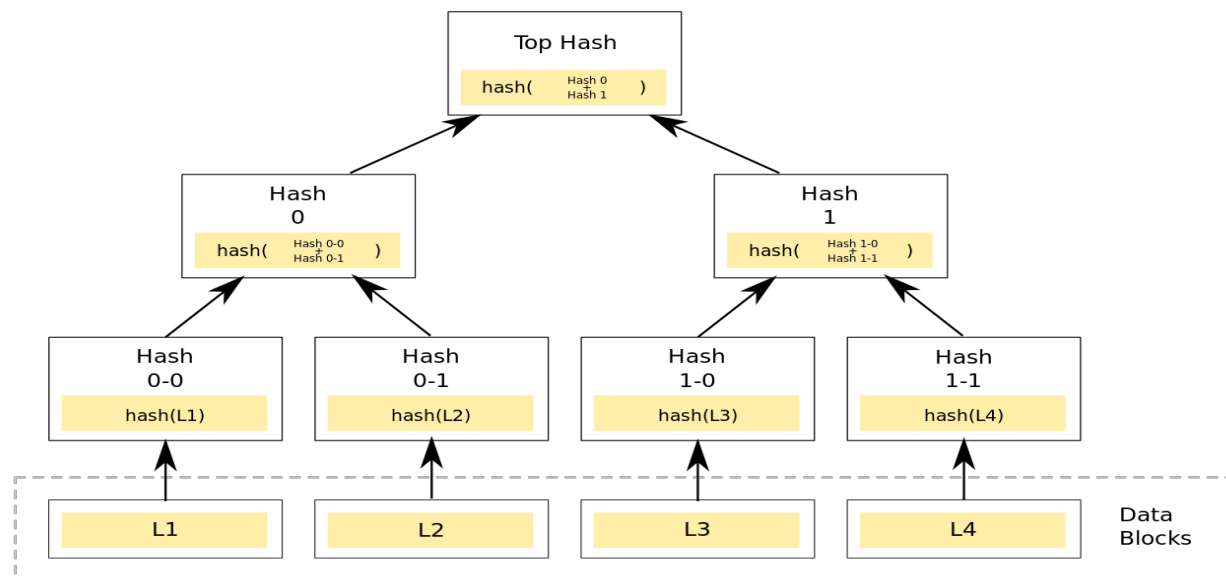 Top Hash
hash( Hash 0 + Hash 1 )
Hash
0
hash( Hash 0-0 + Hash 0-1 )
Hash
1
hash( Hash 1-0 + Hash 1-1 )
Hash
0-0
hash(L1)
Hash
0-1
hash(L2)
Hash
1-0
hash(L3)
Hash
1-1
hash(L4)
L1
L2
L3
L4
Data
Blocks